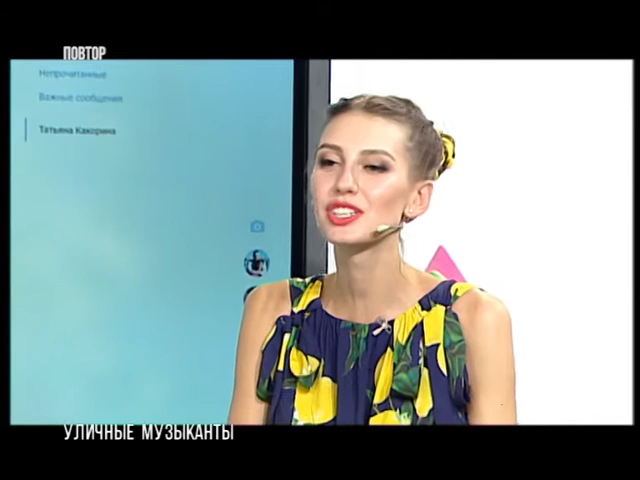 ПОВТОР
Непрочитанные
Важные сообщения
Татьяна Какорина
УЛИЧНЫЕ МУЗЫКАНТЫ